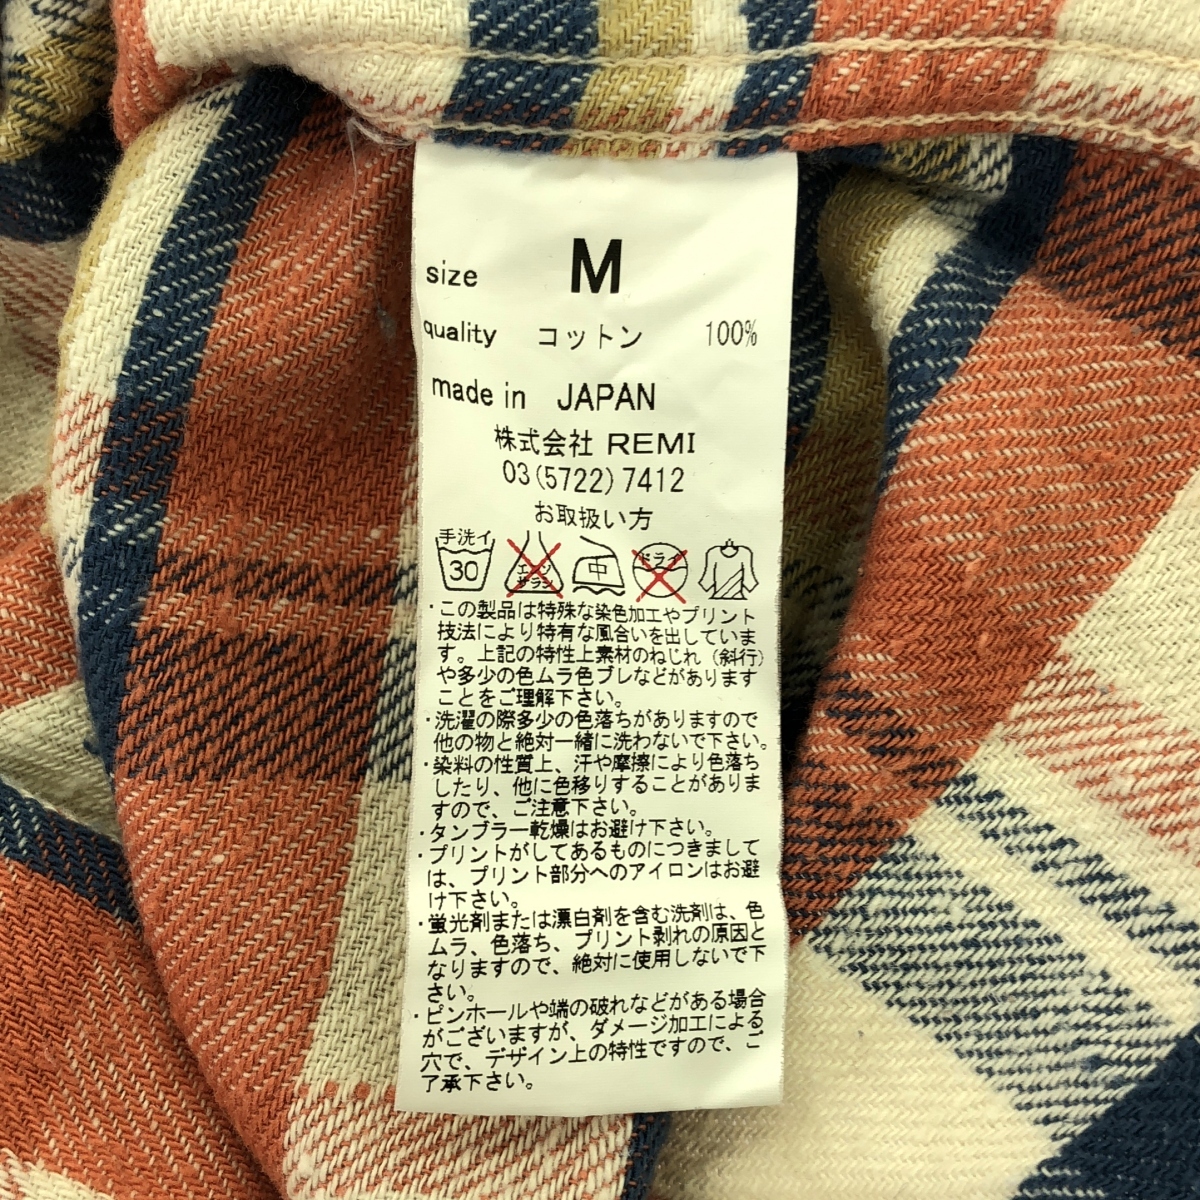 size M
quality コットン 100%
made in JAPAN
株式会社 REMI
03(5722)7412
お取扱い方
手洗イ
30
エンソ
サラシ
中
ドライ
・この製品は特殊な染色加工やプリント
技法により特有な風合いを出していま
す。上記の特性上素材のねじれ（斜行）
や多少の色ムラ色ブレなどがあります
ことをご理解下さい。
・洗濯の際多少の色落ちがありますので
他の物と絶対一緒に洗わないで下さい。
・染料の性質上、汗や摩擦により色落ち
したり、他に色移りすることがありま
すので、ご注意下さい。
・タンブラー乾燥はお避け下さい。
・プリントがしてあるものにつきまして
は、プリント部分へのアイロンはお避
け下さい。
・蛍光剤または漂白剤を含む洗剤は、色
ムラ、色落ち、プリント剥れの原因と
なりますので、絶対に使用しないで下
さい。
・ピンホールや端の破れなどがある場合
がございますが、ダメージ加工による
穴で、デザイン上の特性ですので、ご
了承下さい。